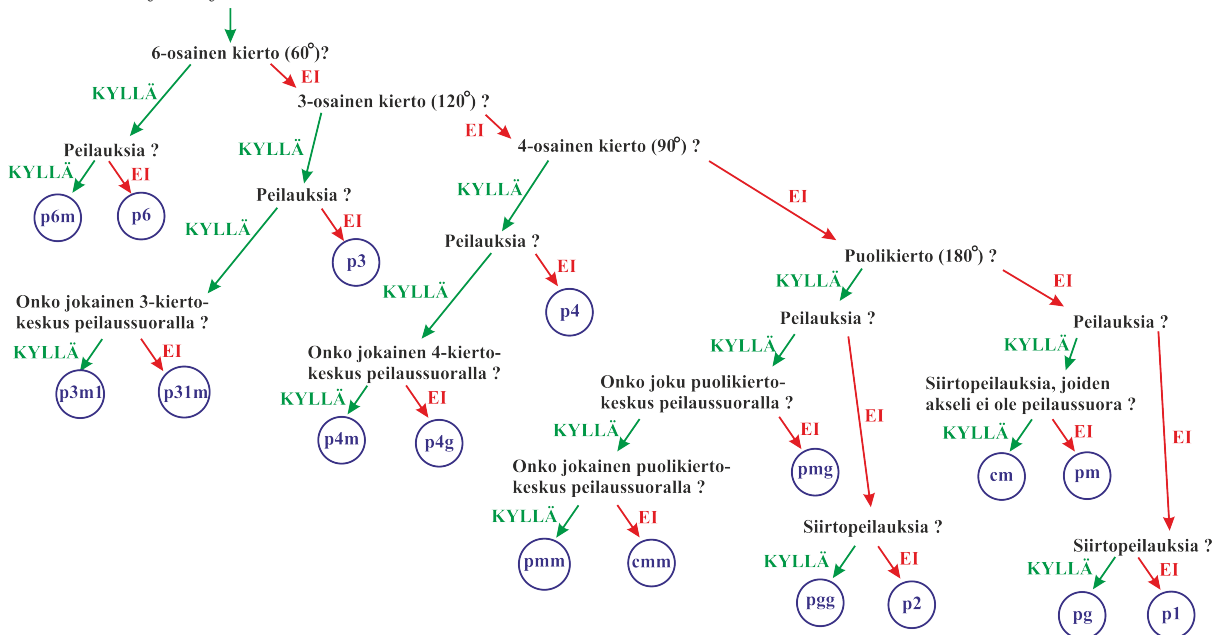 6-osainen kierto (60°)?
KYLLÄ
EI
3-osainen kierto (120°) ?
Peilauksia ?
KYLLÄ
EI
KYLLÄ
EI
4-osainen kierto (90°) ?
KYLLÄ
EI
p6m
p6
Peilauksia ?
KYLLÄ
EI
p3
KYLLÄ
EI
Peilauksia ?
Puolikierto (180°) ?
KYLLÄ
EI
p4
KYLLÄ
EI
Onko jokainen 3-kierto-
keskus peilaussuoralla ?
KYLLÄ
EI
p3m1
p31m
Onko jokainen 4-kierto-
keskus peilaussuoralla ?
KYLLÄ
EI
p4m
p4g
Peilauksia ?
KYLLÄ
EI
Peilauksia ?
KYLLÄ
EI
Onko joku puolikierto-
keskus peilaussuoralla ?
KYLLÄ
EI
pmg
Siirtopeilauksia, joiden
akseli ei ole peilaussuora ?
KYLLÄ
EI
cm
pm
Onko jokainen puolikierto-
keskus peilaussuoralla ?
KYLLÄ
EI
pmm
cmm
Siirtopeilauksia ?
KYLLÄ
EI
pgg
p2
Siirtopeilauksia ?
KYLLÄ
EI
pg
p1